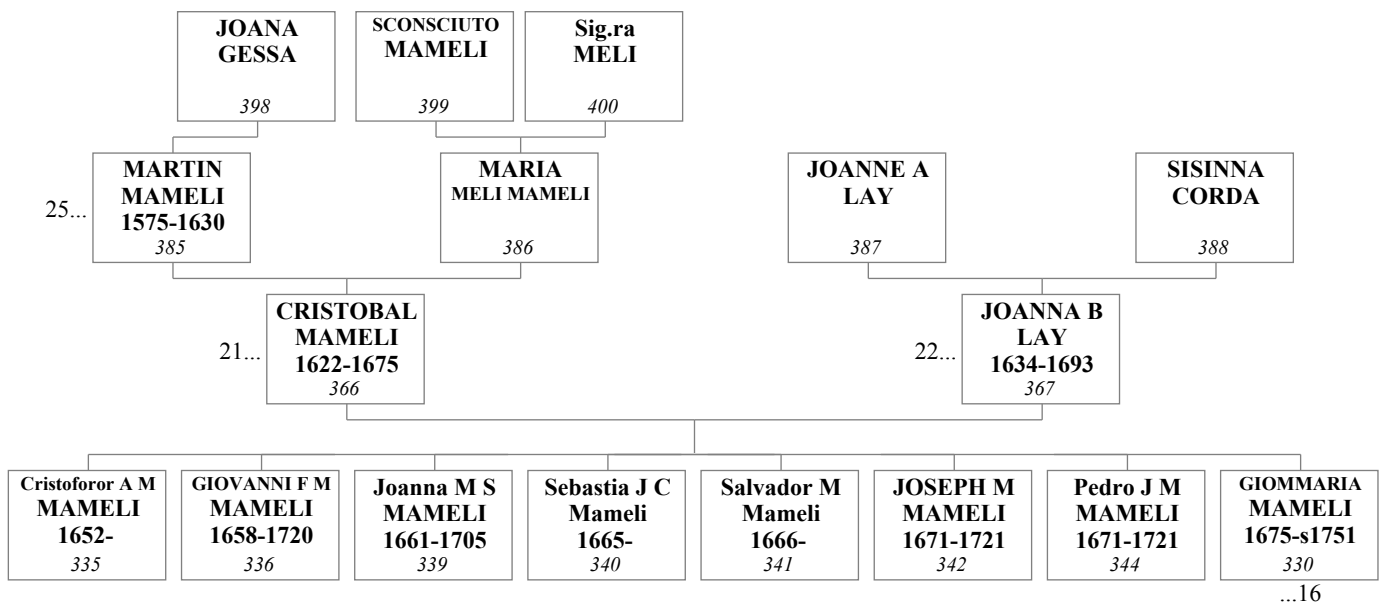 JOANA
GESSA
398
SCONSCIUTO
MAMELI
399
Sig.ra
MELI
400
25...
MARTIN
MAMELI
1575-1630
385
MARIA
MELI MAMELI
386
JOANNE A
LAY
387
SISINNA
CORDA
388
21...
CRISTOBAL
MAMELI
1622-1675
366
22...
JOANNA B
LAY
1634-1693
367
Cristoforor A M
MAMELI
1652-
335
GIOVANNI F M
MAMELI
1658-1720
336
Joanna M S
MAMELI
1661-1705
339
Sebastia J C
Mameli
1665-
340
Salvador M
Mameli
1666-
341
JOSEPH M
MAMELI
1671-1721
342
Pedro J M
MAMELI
1671-1721
344
GIOMMARIA
MAMELI
1675-s1751
330
...16